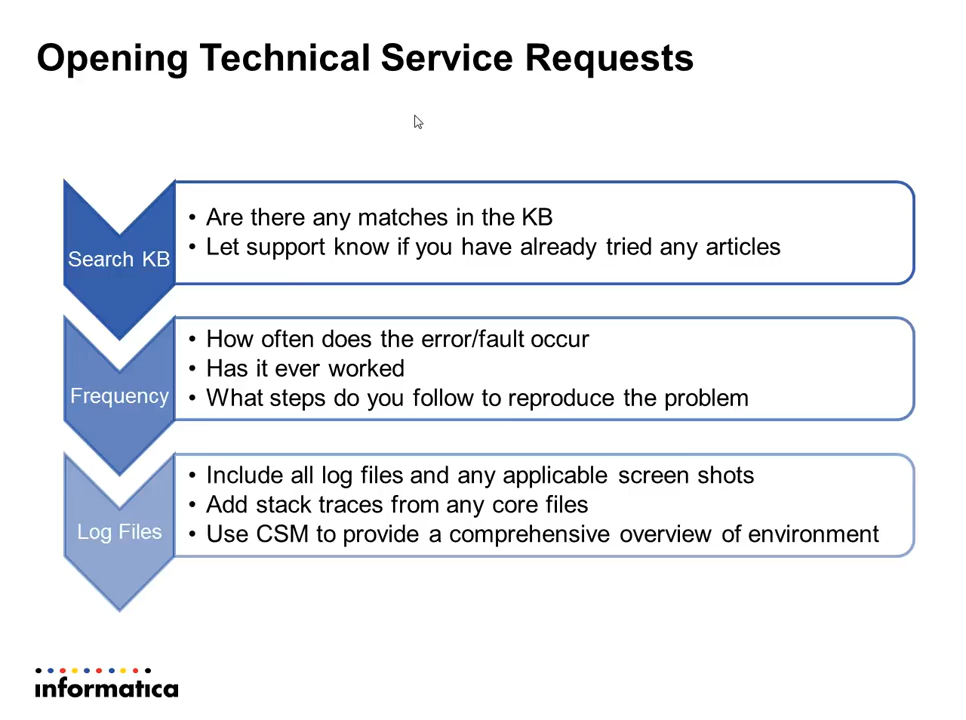 Opening Technical Service Requests
Search KB
• Are there any matches in the KB
• Let support know if you have already tried any articles
Frequency
• How often does the error/fault occur
• Has it ever worked
• What steps do you follow to reproduce the problem
Log Files
• Include all log files and any applicable screen shots
• Add stack traces from any core files
• Use CSM to provide a comprehensive overview of environment
informatica